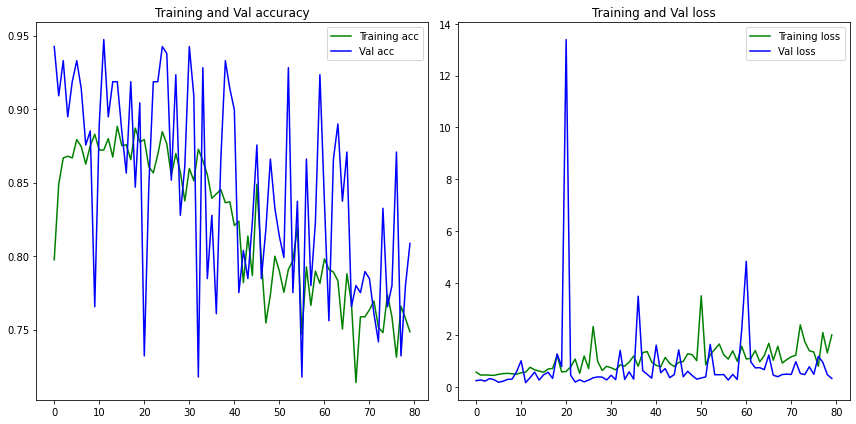 Training and Val accuracy
Training acc
Val acc
0.95
0.90
0.85
0.80
0.75
0 10 20 30 40 50 60 70 80
Training and Val loss
Training loss
Val loss
14
12
10
8
6
4
2
0
0 10 20 30 40 50 60 70 80